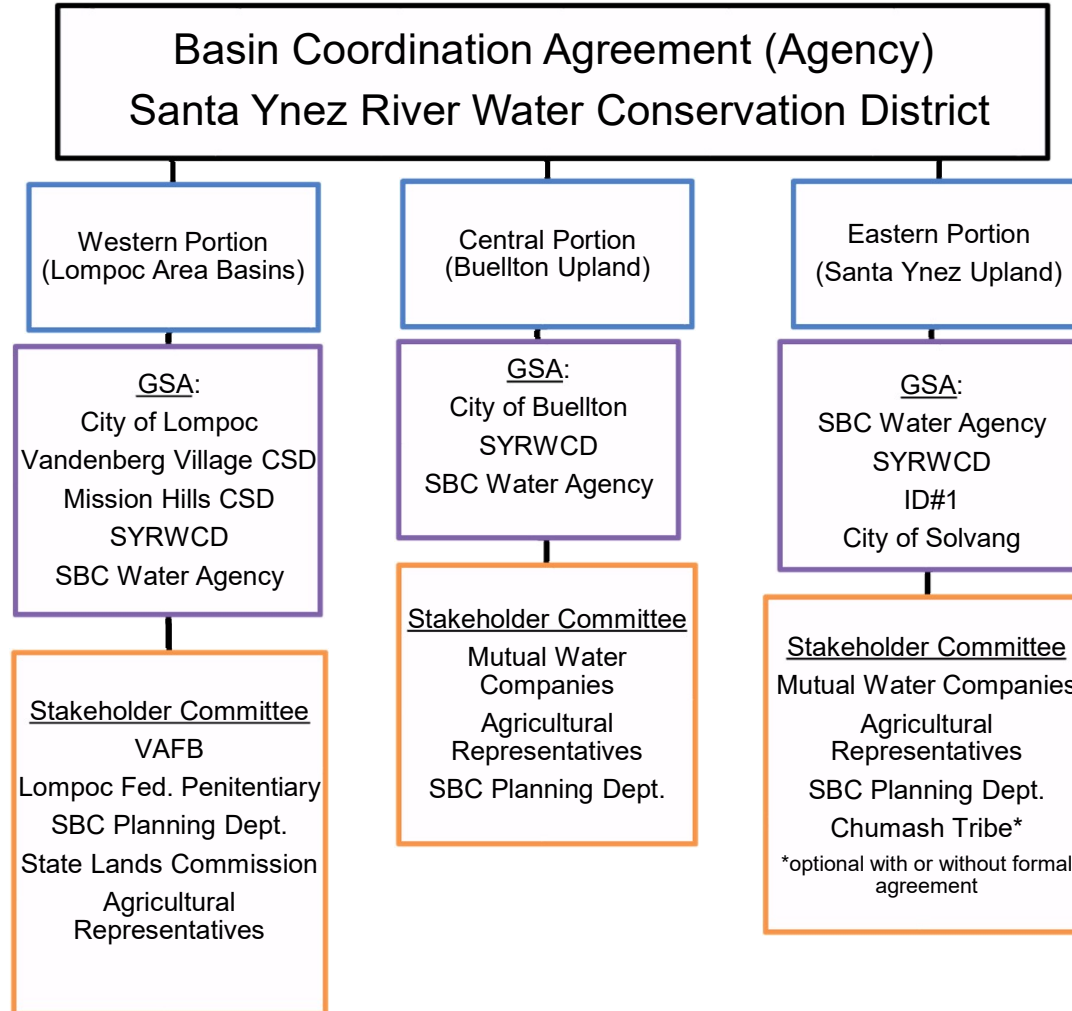 Basin Coordination Agreement (Agency)
Santa Ynez River Water Conservation District
Western Portion
(Lompoc Area Basins)
GSA:
City of Lompoc
Vandenberg Village CSD
Mission Hills CSD
SYRWCD
SBC Water Agency
Stakeholder Committee
VAFB
Lompoc Fed. Penitentiary
SBC Planning Dept.
State Lands Commission
Agricultural
Representatives
Central Portion
(Buellton Upland)
GSA:
City of Buellton
SYRWCD
SBC Water Agency
Stakeholder Committee
Mutual Water
Companies
Agricultural
Representatives
SBC Planning Dept.
Eastern Portion
(Santa Ynez Upland)
GSA:
SBC Water Agency
SYRWCD
ID#1
City of Solvang
Stakeholder Committee
Mutual Water Companies
Agricultural
Representatives
SBC Planning Dept.
Chumash Tribe*
*optional with or without formal
agreement